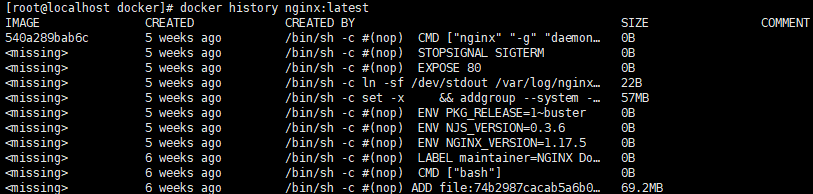 [root@localhost docker]# docker history nginx:latest
IMAGE CREATED CREATED BY SIZE COMMENT
540a289bab6c 5 weeks ago /bin/sh -c #(nop) CMD ["nginx" "-g" "daemon… 0B
<missing> 5 weeks ago /bin/sh -c #(nop) STOPSIGNAL SIGTERM 0B
<missing> 5 weeks ago /bin/sh -c #(nop) EXPOSE 80 0B
<missing> 5 weeks ago /bin/sh -c ln -sf /dev/stdout /var/log/nginx… 22B
<missing> 5 weeks ago /bin/sh -c set -x && addgroup --system -… 57MB
<missing> 5 weeks ago /bin/sh -c #(nop) ENV PKG_RELEASE=1~buster 0B
<missing> 5 weeks ago /bin/sh -c #(nop) ENV NJS_VERSION=0.3.6 0B
<missing> 5 weeks ago /bin/sh -c #(nop) ENV NGINX_VERSION=1.17.5 0B
<missing> 6 weeks ago /bin/sh -c #(nop) LABEL maintainer=NGINX Do… 0B
<missing> 6 weeks ago /bin/sh -c #(nop) CMD ["bash"] 0B
<missing> 6 weeks ago /bin/sh -c #(nop) ADD file:74b2987cacab5a6b0… 69.2MB